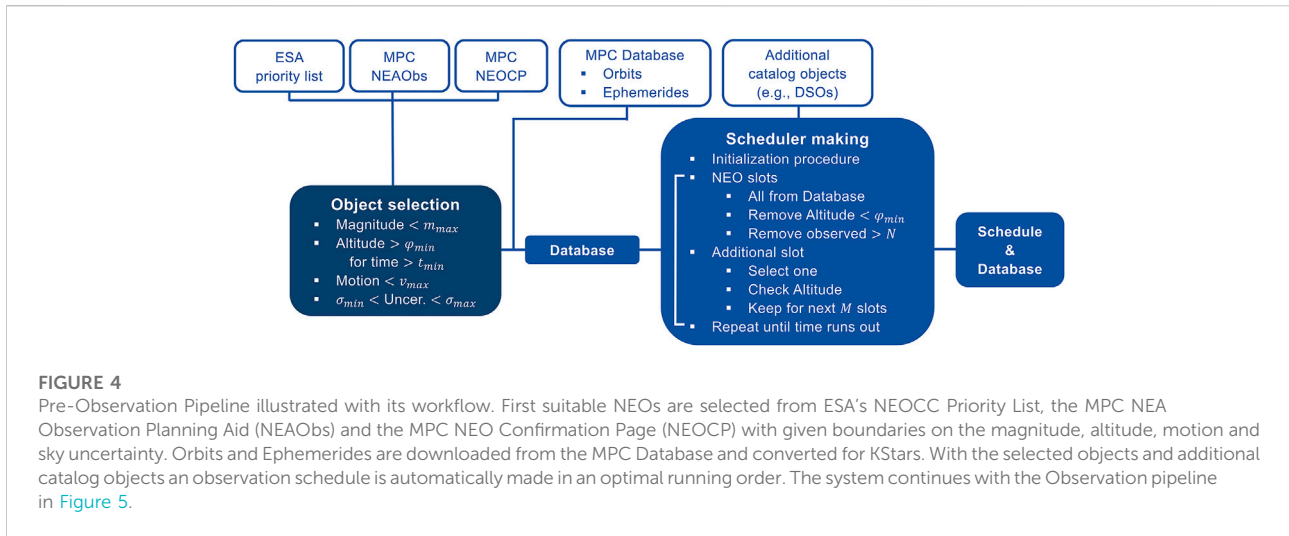 ESA
priority list
MPC
NEAObs
MPC
NEOCP
MPC Database
▪ Orbits
▪ Ephemerides
Additional
catalog objects
(e.g., DSOs)
Object selection
▪ Magnitude < m_max
▪ Altitude > φ_min
for time > t_min
▪ Motion < v_max
▪ σ_min < Uncer. < σ_max
Database
Scheduler making
▪ Initialization procedure
▪ NEO slots
▪ All from Database
▪ Remove Altitude < φ_min
▪ Remove observed > N
▪ Additional slot
▪ Select one
▪ Check Altitude
▪ Keep for next M slots
▪ Repeat until time runs out
Schedule
&
Database
FIGURE 4
Pre-Observation Pipeline illustrated with its workflow. First suitable NEOs are selected from ESA's NEOCC Priority List, the MPC NEA
Observation Planning Aid (NEAObs) and the MPC NEO Confirmation Page (NEOCP) with given boundaries on the magnitude, altitude, motion and
sky uncertainty. Orbits and Ephemerides are downloaded from the MPC Database and converted for KStars. With the selected objects and additional
catalog objects an observation schedule is automatically made in an optimal running order. The system continues with the Observation pipeline
in Figure 5.